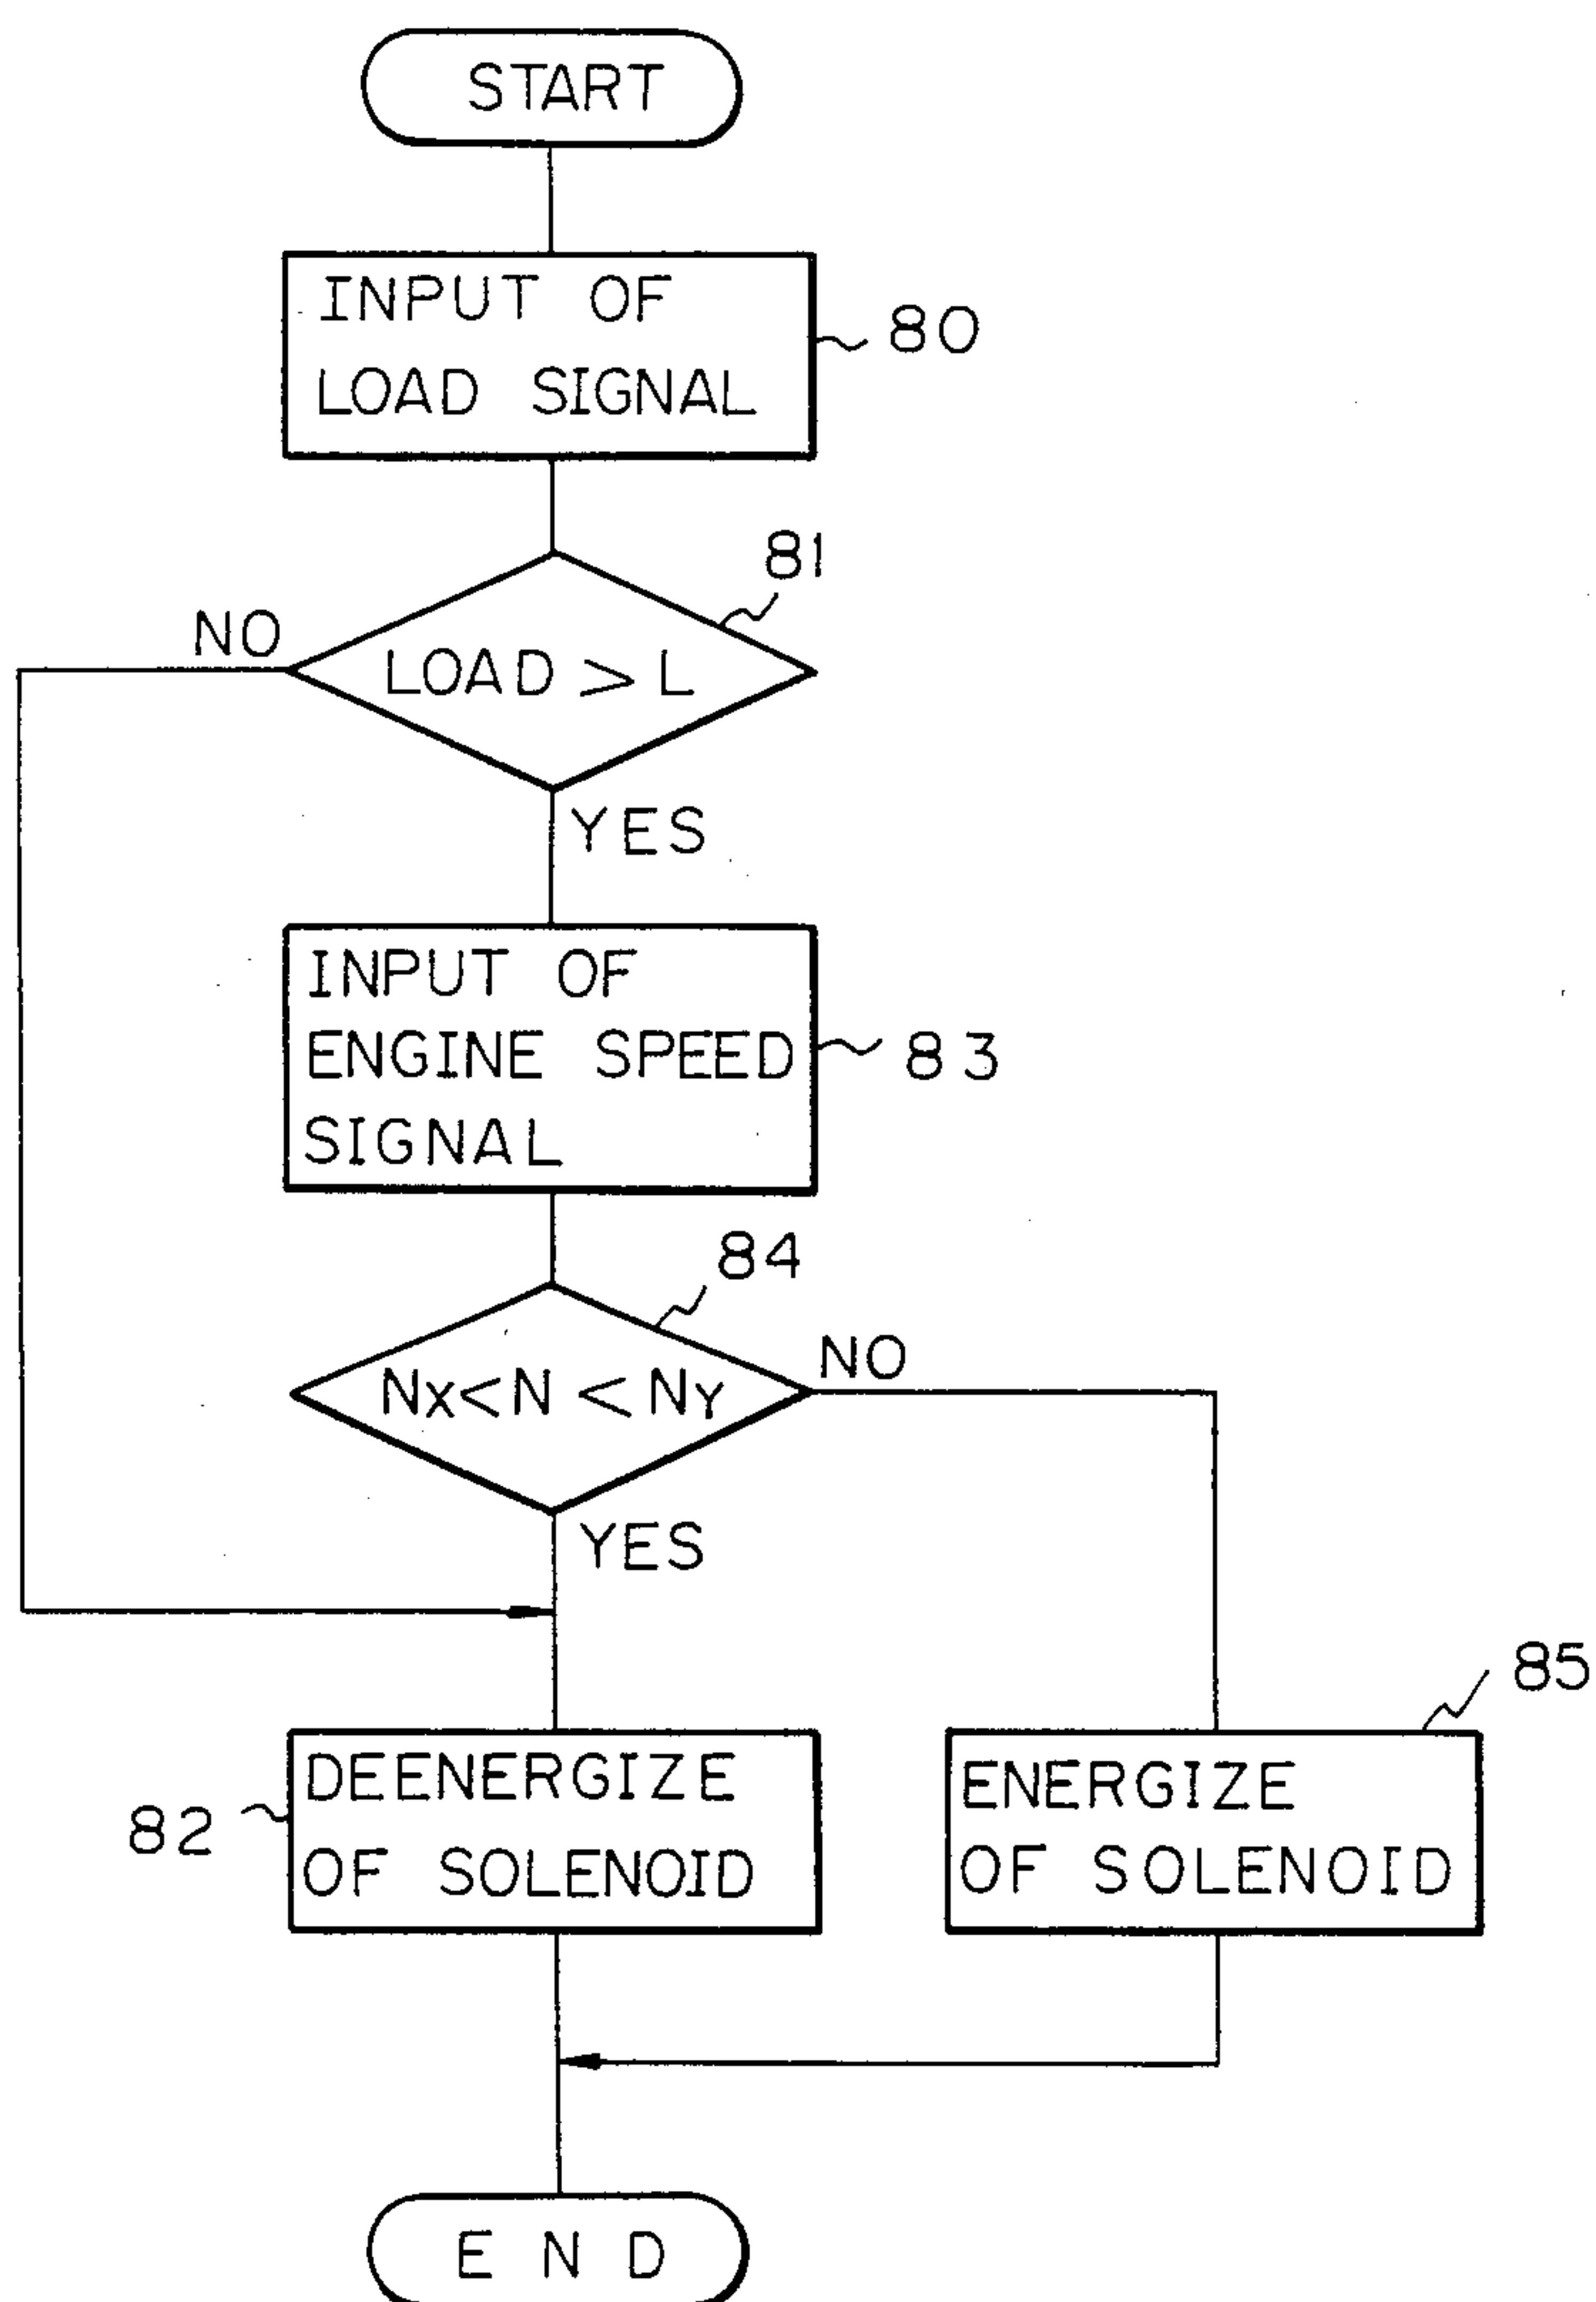 START
INPUT OF
LOAD SIGNAL
80
81
NO
LOAD > L
YES
INPUT OF
ENGINE SPEED
SIGNAL
83
84
NX<N<NY
NO
YES
85
DEENERGIZE
OF SOLENOID
82
ENERGIZE
OF SOLENOID
END